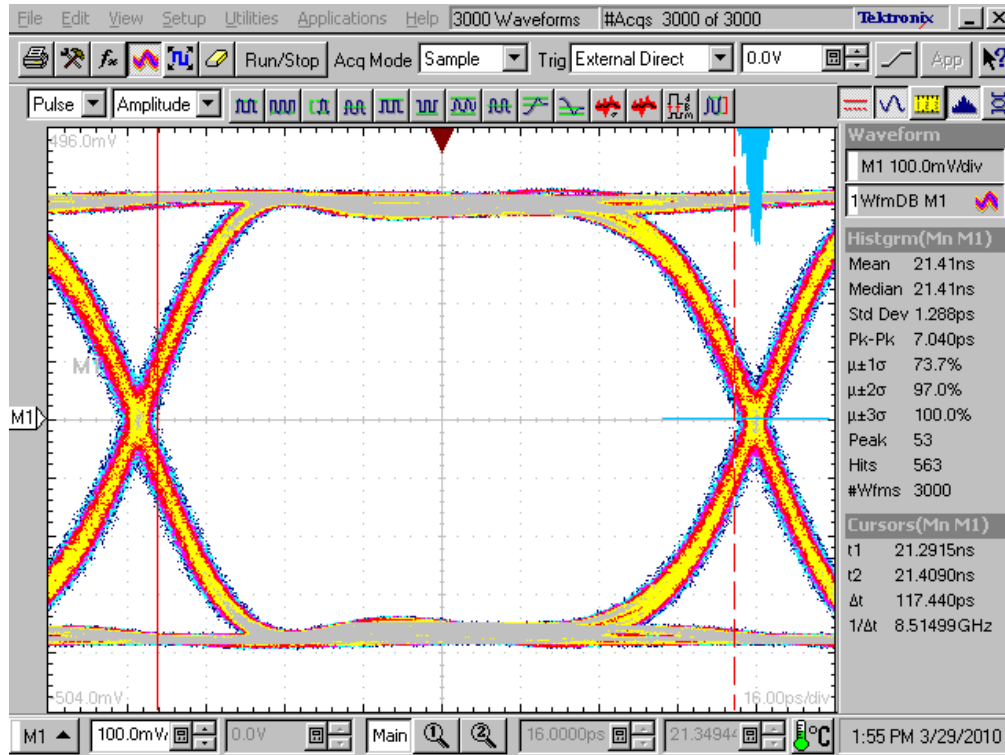 File Edit View Setup Utilities Applications Help 3000 Waveforms #Acqs 3000 of 3000 Tektronix
Run/Stop Acq Mode Sample Trig External Direct 0.0V App
Pulse Amplitude
496.0mV
M1
M1
-504.0mV
16.00ps/div
Waveform
M1 100.0mV/div
1WfmDB M1
Histgrm(Mn M1)
Mean 21.41ns
Median 21.41ns
Std Dev 1.288ps
Pk-Pk 7.040ps
µ±1σ 73.7%
µ±2σ 97.0%
µ±3σ 100.0%
Peak 53
Hits 563
#Wfms 3000
Cursors(Mn M1)
t1 21.2915ns
t2 21.4090ns
Δt 117.440ps
1/Δt 8.51499GHz
M1 100.0mV/ 0.0V Main 1 2 16.0000ps 21.3494 °C 1:55 PM 3/29/2010